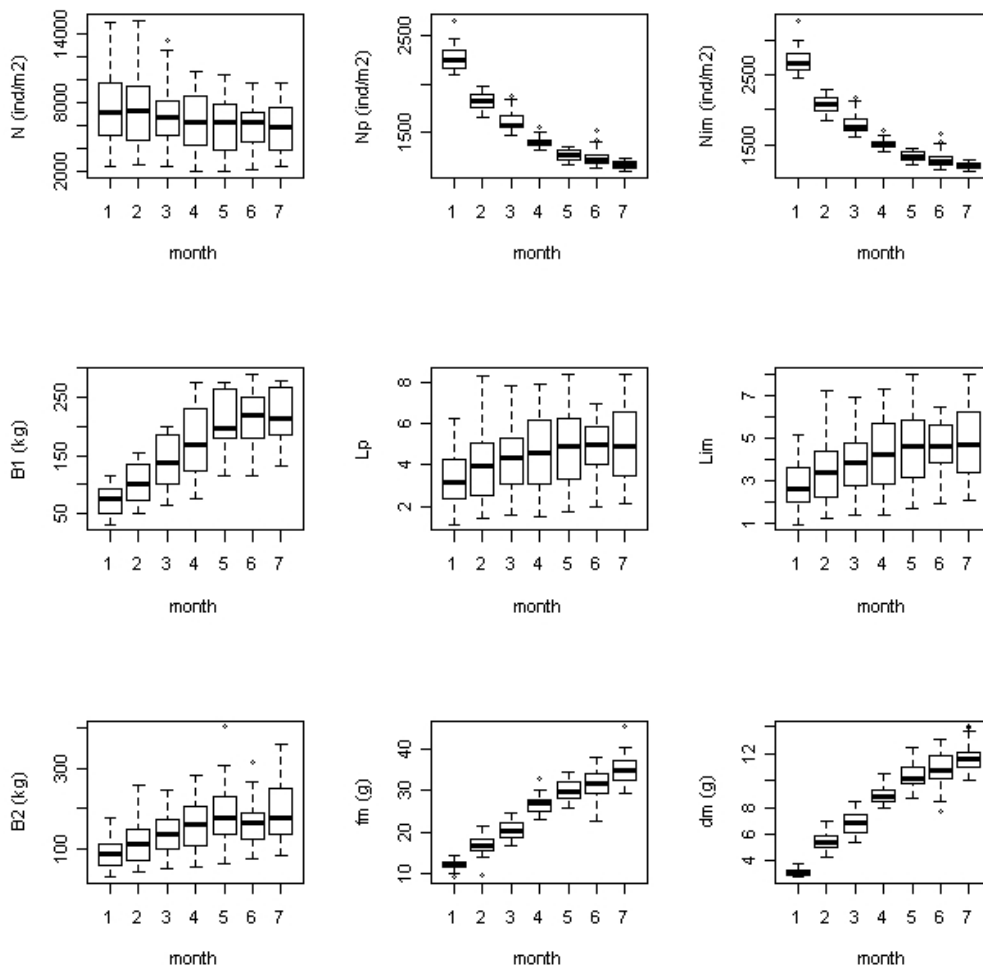 N (ind/m2)
2000 8000 14000
1 2 3 4 5 6 7
month
Np (ind/m2)
1500 2500
1 2 3 4 5 6 7
month
Nim (ind/m2)
1500 2500
1 2 3 4 5 6 7
month
B1 (kg)
50 150 250
1 2 3 4 5 6 7
month
Lp
2 4 6 8
1 2 3 4 5 6 7
month
Lim
1 3 5 7
1 2 3 4 5 6 7
month
B2 (kg)
100 300
1 2 3 4 5 6 7
month
fm (g)
10 20 30 40
1 2 3 4 5 6 7
month
dm (g)
4 6 8 12
1 2 3 4 5 6 7
month